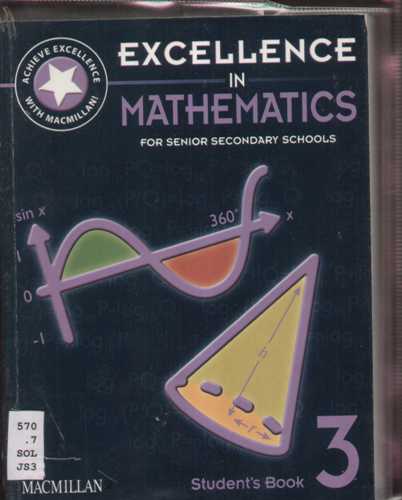 ACHIEVE EXCELLENCE
WITH MACMILLAN!
EXCELLENCE
IN
MATHEMATICS
FOR SENIOR SECONDARY SCHOOLS
sin x
360°
x
1
0
-1
h
r
570
.7
SOL
JS3
MACMILLAN
Student's Book
3